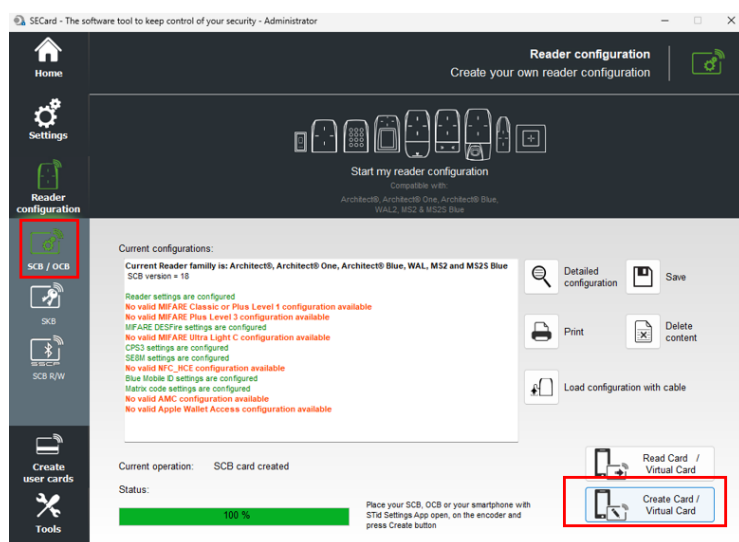 SECard - The software tool to keep control of your security - Administrator
Home
Reader configuration
Create your own reader configuration
Settings
Start my reader configuration
Compatible with:
Architect®, Architect® One, Architect® Blue,
WAL2, MS2 & MS2S Blue
Reader
configuration
SCB / OCB
SKB
SSCP
SCB R/W
Create
user cards
Tools
Current configurations:
Current Reader familly is: Architect®, Architect® One, Architect® Blue, WAL, MS2 and MS2S Blue
SCB version = 18
Reader settings are configured
No valid MIFARE Classic or Plus Level 1 configuration available
No valid MIFARE Plus Level 3 configuration available
MIFARE DESFire settings are configured
No valid MIFARE Ultra Light C configuration available
CPS3 settings are configured
SE8M settings are configured
No valid NFC_HCE configuration available
Blue Mobile ID settings are configured
Matrix code settings are configured
No valid AMC configuration available
No valid Apple Wallet Access configuration available
Detailed
configuration
Save
Print
Delete
content
Load configuration with cable
Current operation: SCB card created
Status:
100 %
Place your SCB, OCB or your smartphone with
STid Settings App open, on the encoder and
press Create button
Read Card /
Virtual Card
Create Card /
Virtual Card